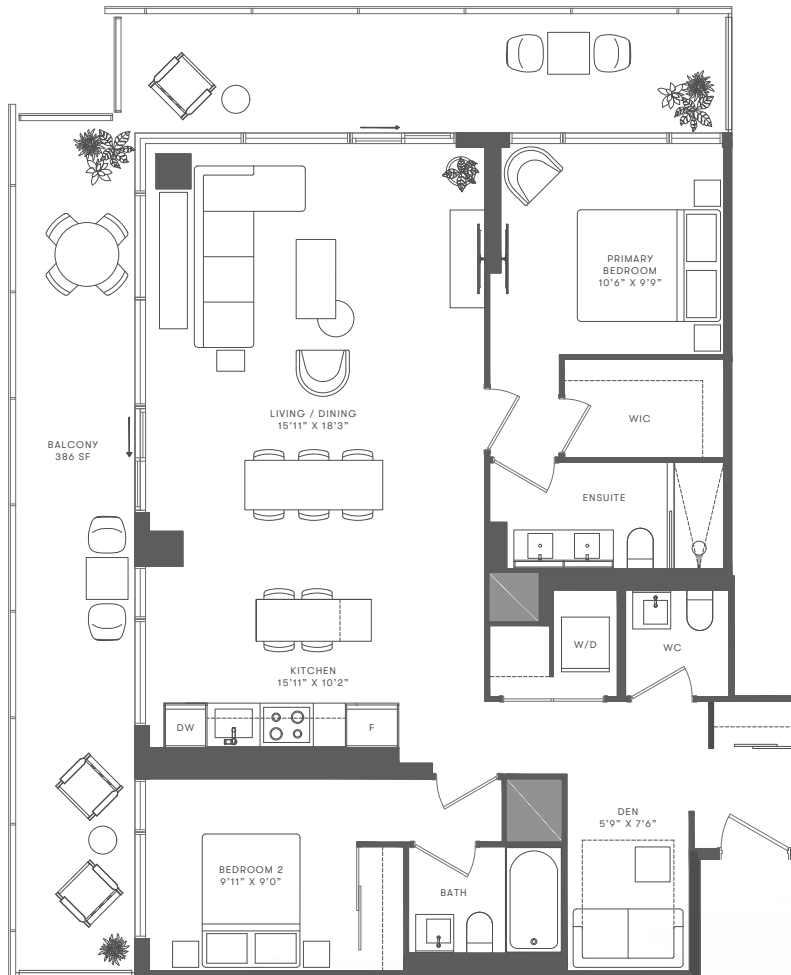 PRIMARY
BEDROOM
10'6" X 9'9"
LIVING / DINING
15'11" X 18'3"
WIC
BALCONY
386 SF
ENSUITE
W/D
WC
KITCHEN
15'11" X 10'2"
DW
F
DEN
5'9" X 7'6"
BEDROOM 2
9'11" X 9'0"
BATH